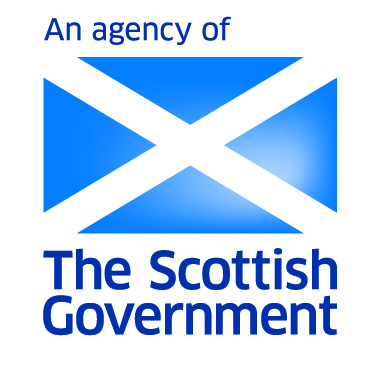 An agency of
The Scottish
Government